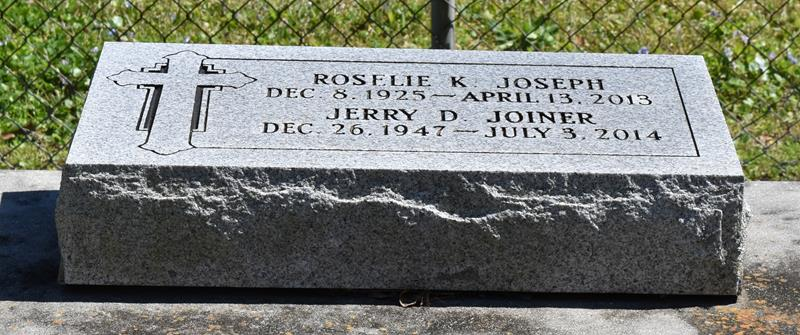 ROSELIE K. JOSEPH
DEC. 8, 1925 — APRIL 13, 2013
JERRY D. JOINER
DEC. 26, 1947 — JULY 3, 2014